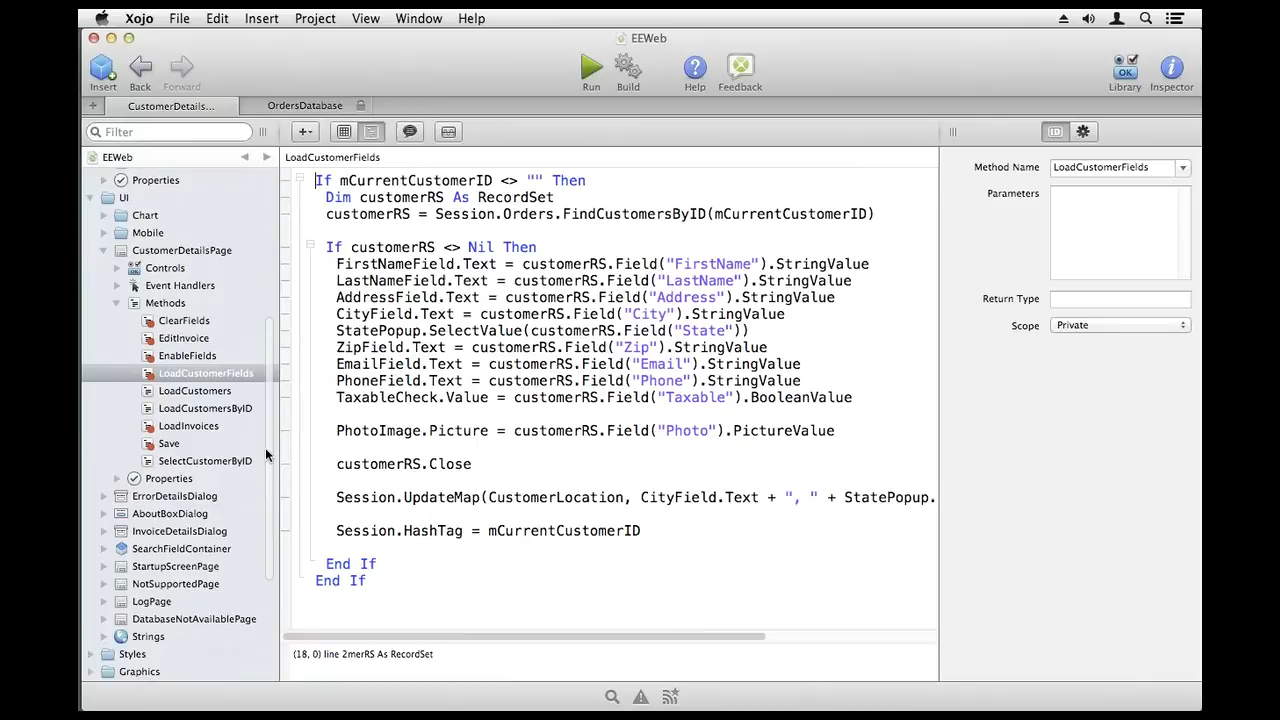 Xojo File Edit Insert Project View Window Help
EEWeb
Insert Back Forward Run Build Help Feedback Library Inspector
CustomerDetails... OrdersDatabase
Filter
EEWeb
Properties
UI
Chart
Mobile
CustomerDetailsPage
Controls
Event Handlers
Methods
ClearFields
EditInvoice
EnableFields
LoadCustomerFields
LoadCustomers
LoadCustomersByID
LoadInvoices
Save
SelectCustomerByID
Properties
ErrorDetailsDialog
AboutBoxDialog
InvoiceDetailsDialog
SearchFieldContainer
StartupScreenPage
NotSupportedPage
LogPage
DatabaseNotAvailablePage
Strings
Styles
Graphics
LoadCustomerFields
If mCurrentCustomerID <> "" Then
Dim customerRS As RecordSet
customerRS = Session.Orders.FindCustomersByID(mCurrentCustomerID)
If customerRS <> Nil Then
FirstNameField.Text = customerRS.Field("FirstName").StringValue
LastNameField.Text = customerRS.Field("LastName").StringValue
AddressField.Text = customerRS.Field("Address").StringValue
CityField.Text = customerRS.Field("City").StringValue
StatePopup.SelectValue(customerRS.Field("State"))
ZipField.Text = customerRS.Field("Zip").StringValue
EmailField.Text = customerRS.Field("Email").StringValue
PhoneField.Text = customerRS.Field("Phone").StringValue
TaxableCheck.Value = customerRS.Field("Taxable").BooleanValue
PhotoImage.Picture = customerRS.Field("Photo").PictureValue
customerRS.Close
Session.UpdateMap(CustomerLocation, CityField.Text + ", " + StatePopup.
Session.HashTag = mCurrentCustomerID
End If
End If
(18, 0) line 2merRS As RecordSet
OK
ID
Method Name LoadCustomerFields
Parameters
Return Type
Scope Private